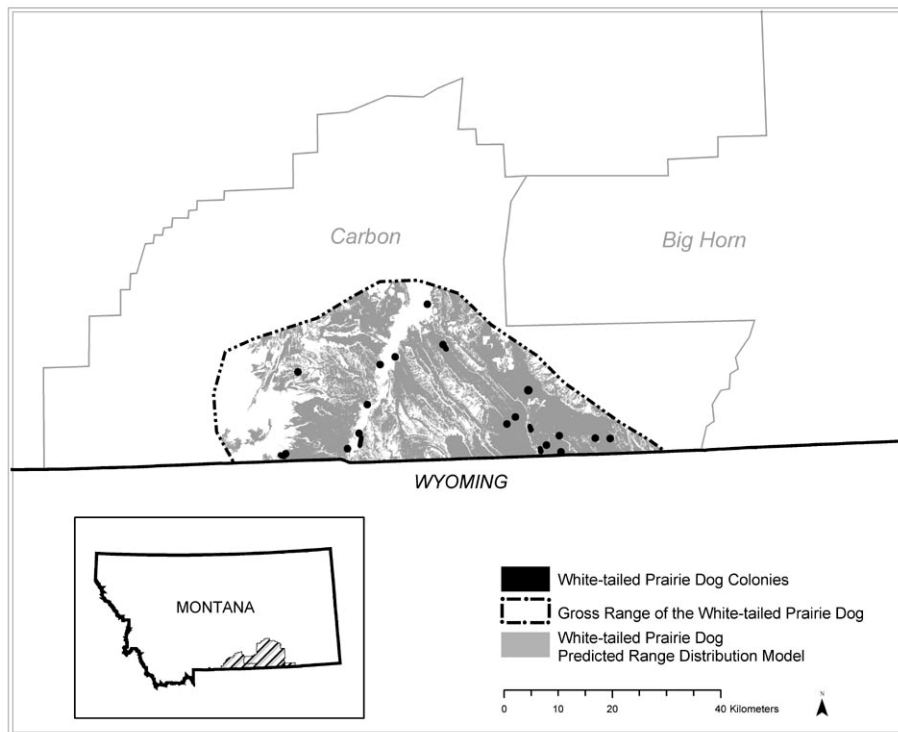 Carbon
Big Horn
WYOMING
MONTANA
White-tailed Prairie Dog Colonies
Gross Range of the White-tailed Prairie Dog
White-tailed Prairie Dog
Predicted Range Distribution Model
0 10 20 40 Kilometers
N